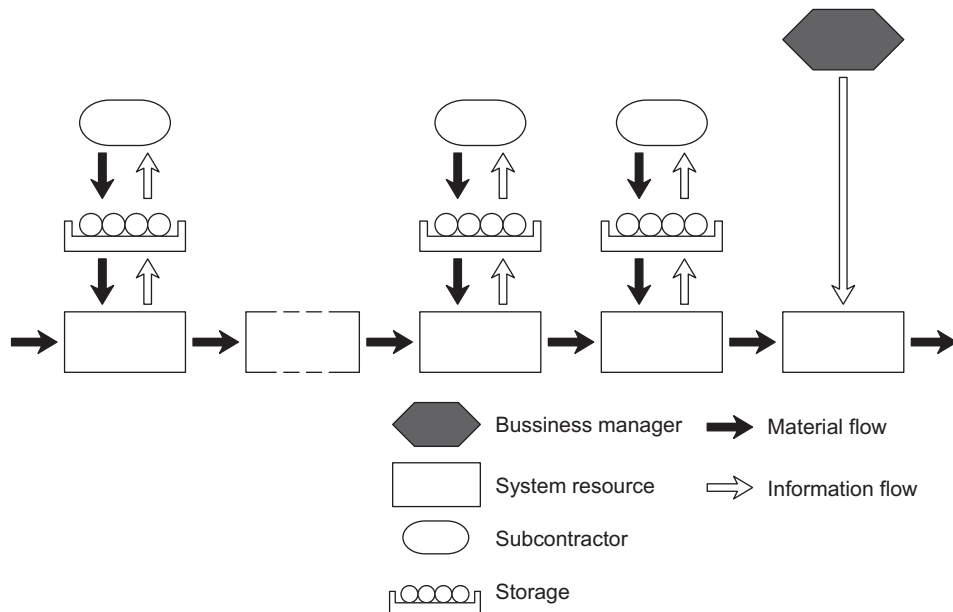 Bussiness manager
Material flow
System resource
Information flow
Subcontractor
Storage